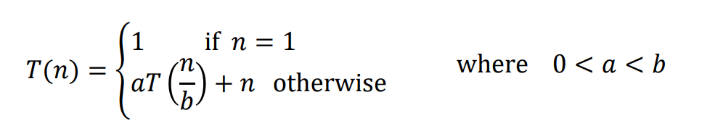 1 if n = 1
T(n) = { aT (n/b) + n otherwise where 0 < a < b